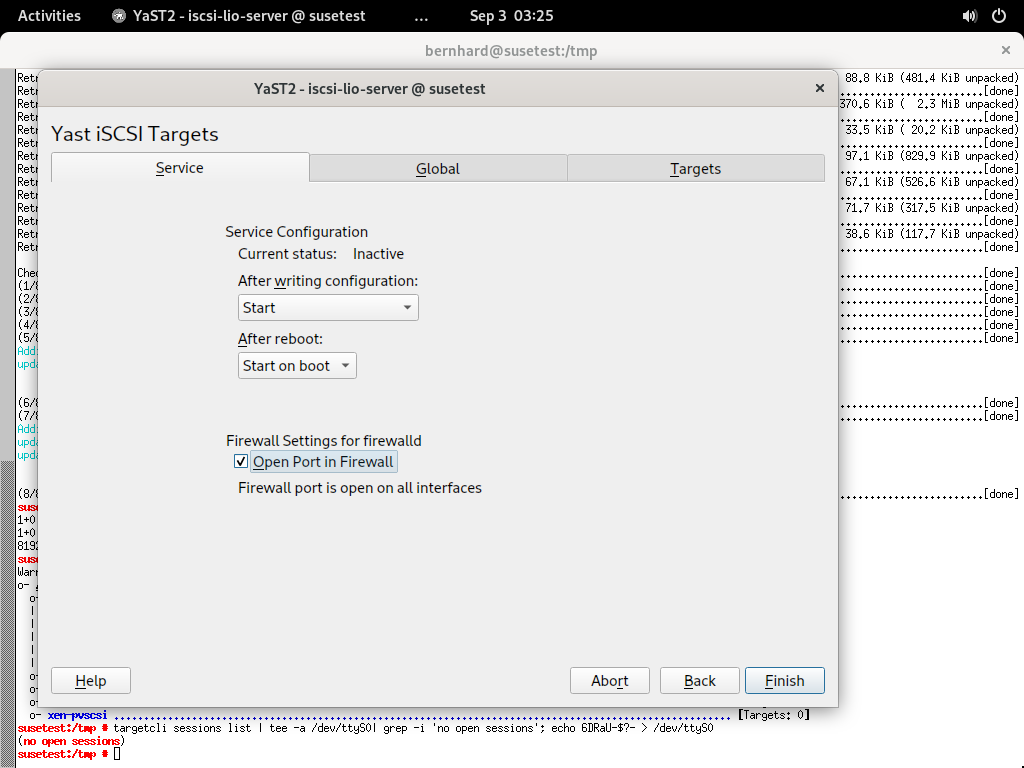 Activities
YaST2 - iscsi-lio-server @ susetest
...
Sep 3 03:25
bernhard@susetest:/tmp
YaST2 - iscsi-lio-server @ susetest
Yast iSCSI Targets
Service
Global
Targets
Service Configuration
Current status: Inactive
After writing configuration:
Start
After reboot:
Start on boot
Firewall Settings for firewalld
Open Port in Firewall
Firewall port is open on all interfaces
Help
Abort
Back
Finish
88.8 KiB (481.4 KiB unpacked)
[done]
370.6 KiB (  2.3 MiB unpacked)
[done]
33.5 KiB ( 20.2 KiB unpacked)
[done]
97.1 KiB (829.9 KiB unpacked)
[done]
67.1 KiB (526.6 KiB unpacked)
[done]
71.7 KiB (317.5 KiB unpacked)
[done]
38.6 KiB (117.7 KiB unpacked)
[done]
[done]
[done]
[done]
[done]
[done]
[done]
[done]
[done]
[done]
o- xen-pvscsi ........ [Targets: 0]
susetest:/tmp # targetcli sessions list | tee -a /dev/ttyS0| grep -i 'no open sessions'; echo 6DRaU-$?- > /dev/ttyS0
(no open sessions)
susetest:/tmp #